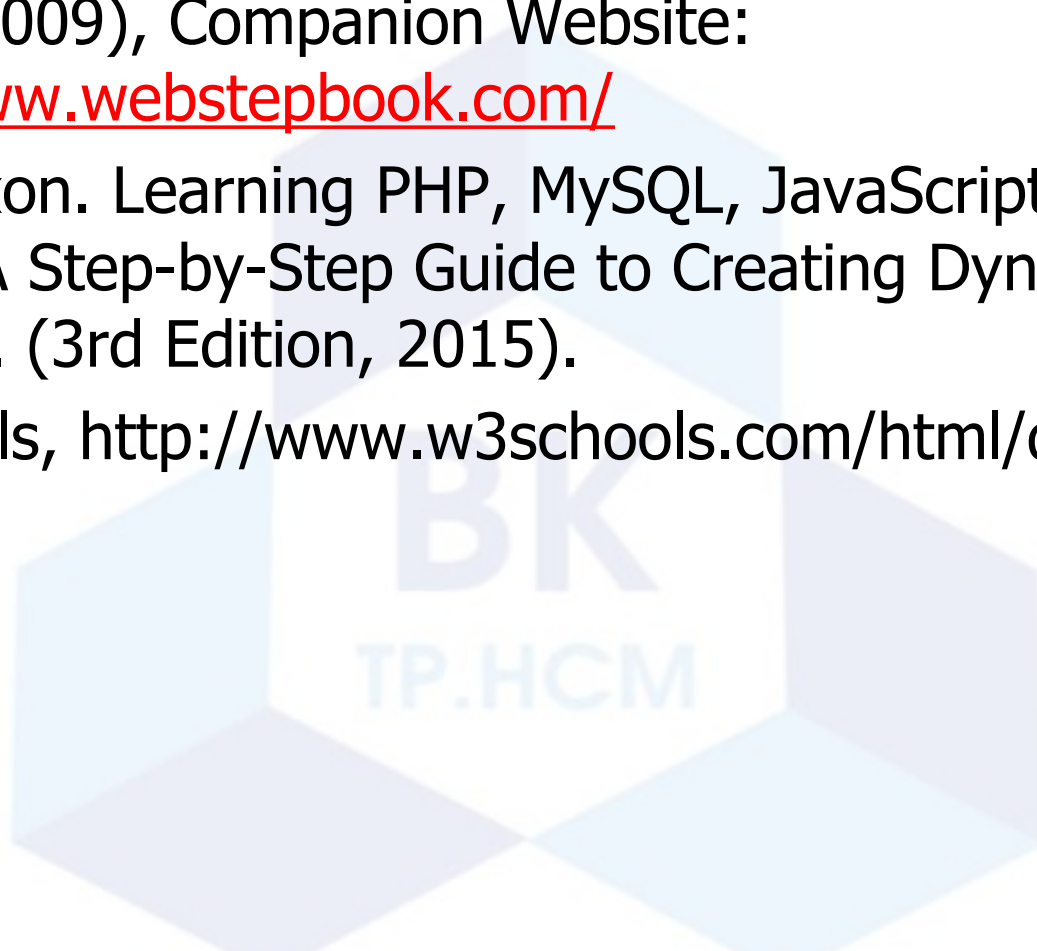 009), Companion Website:
ww.webstepbook.com/
xon. Learning PHP, MySQL, JavaScript
A Step-by-Step Guide to Creating Dyn
. (3rd Edition, 2015).
ls, http://www.w3schools.com/html/
BK
TP.HCM